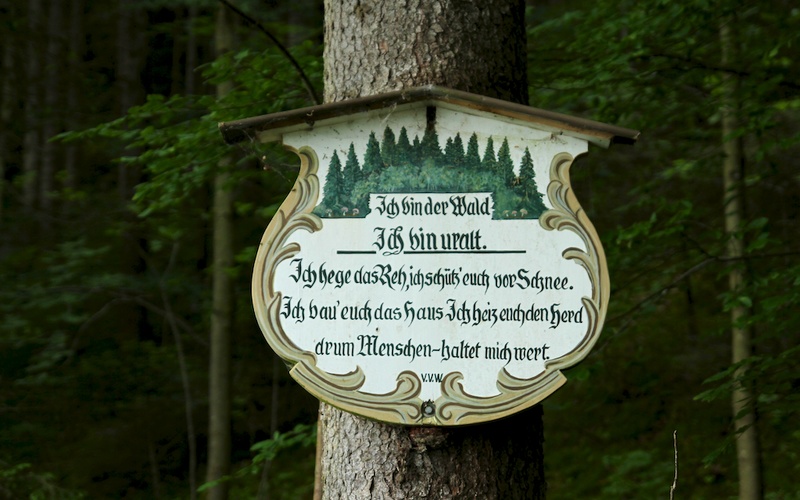 Ich bin der Wald
Ich bin uralt.
Ich hege das Reh, ich schütz' euch vor Schnee.
Ich bau' euch das Haus Ich heiz euch den Herd
drum Menschen-haltet mich wert.
V.V.W.